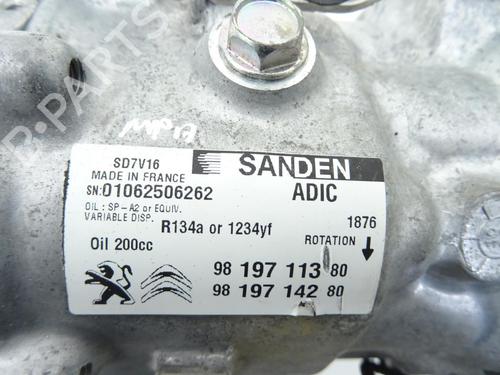 SD7V16
MADE IN FRANCE
SN:01062506262
SANDEN
ADIC
OIL : SP-A2 or EQUIV.
VARIABLE DISP.
R134a or 1234yf
1876
Oil 200cc
ROTATION
98 197 113 80
98 197 142 80
B-PARTS